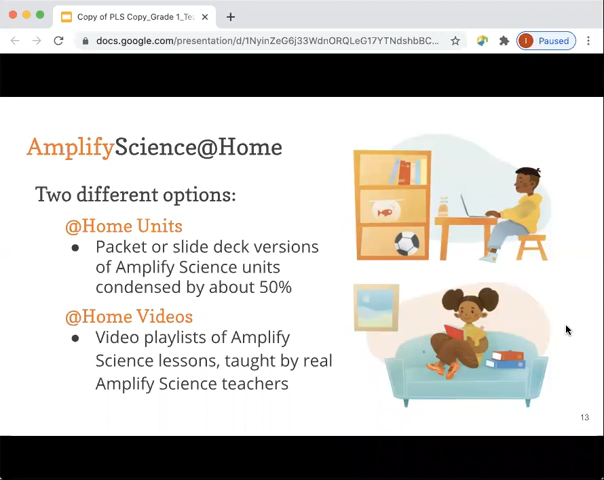 Copy of PLS Copy_Grade 1_Te
docs.google.com/presentation/d/1NyinZeG6j33WdnORQLeG17YTNdshbBC...
Paused
AmplifyScience@Home
Two different options:
@Home Units
● Packet or slide deck versions
of Amplify Science units
condensed by about 50%
@Home Videos
● Video playlists of Amplify
Science lessons, taught by real
Amplify Science teachers
13